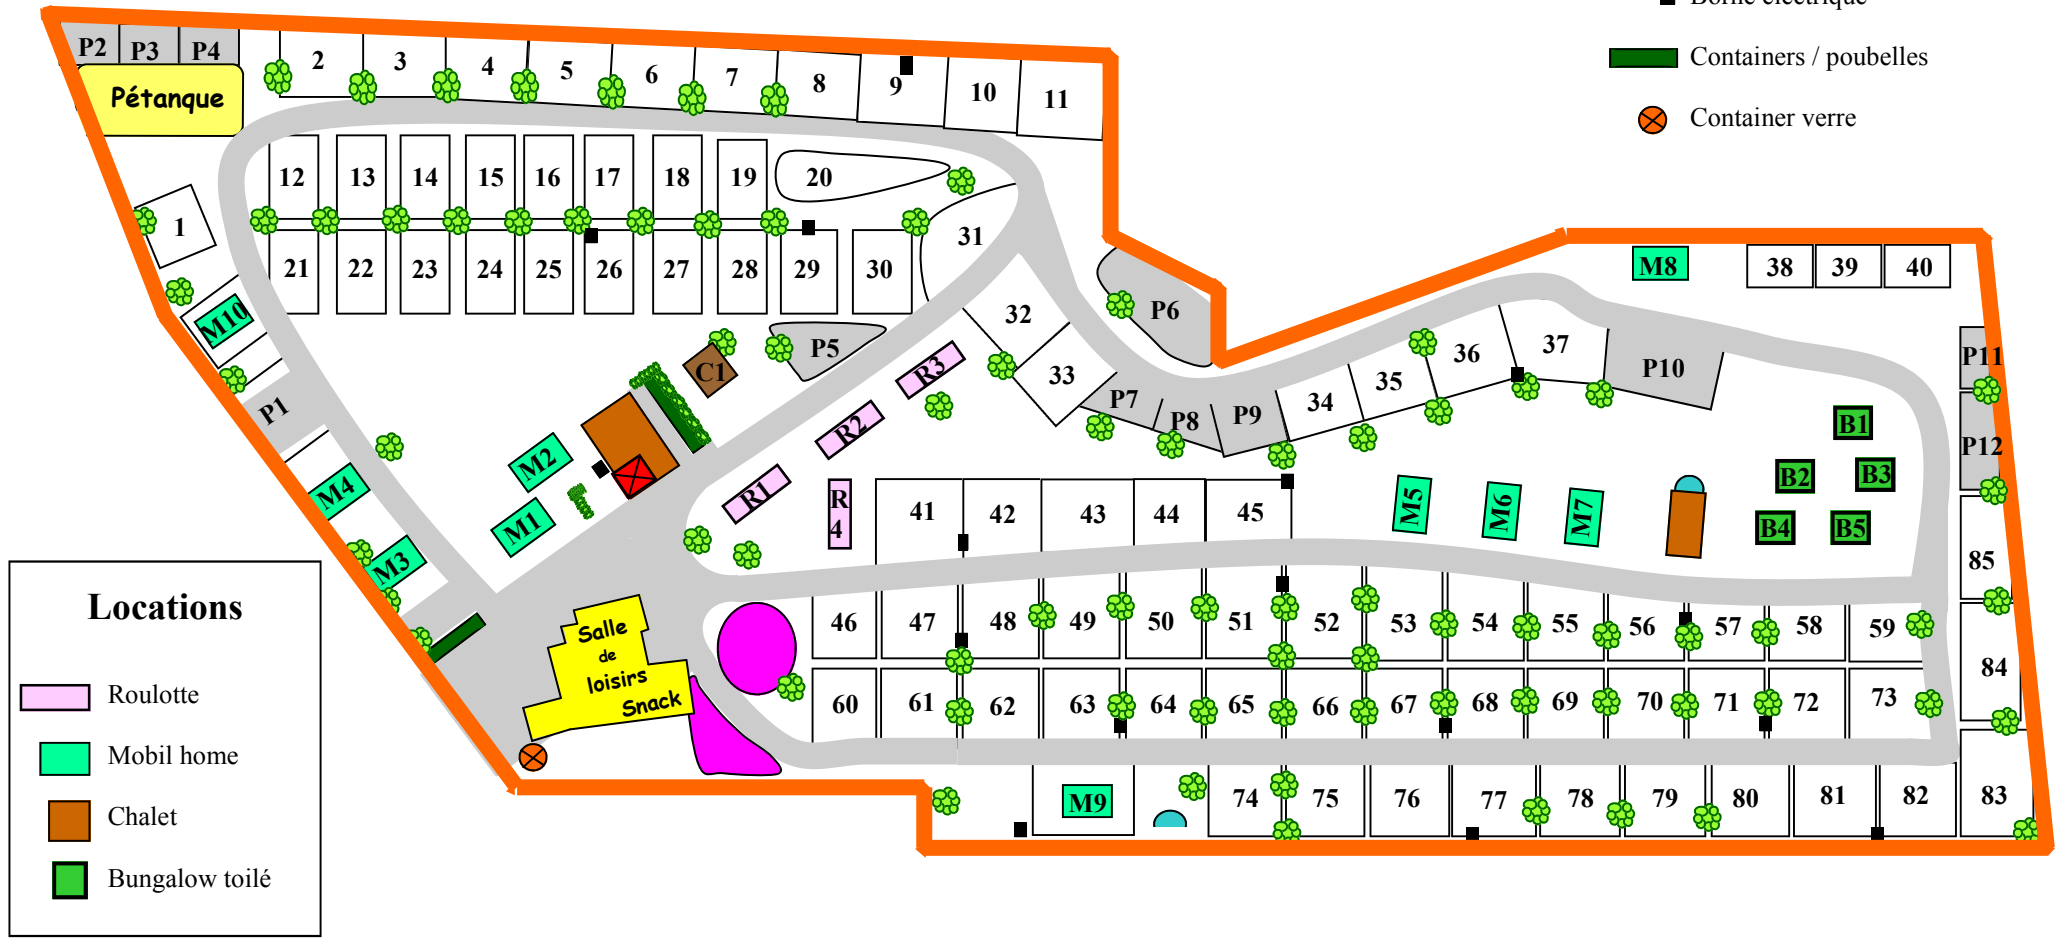 Borne électrique
Containers / poubelles
Container verre
P2 P3 P4
Pétanque
2 3 4 5 6 7 8 9 10 11
12 13 14 15 16 17 18 19 20
1
21 22 23 24 25 26 27 28 29 30 31
M10
P1
M4
M3
M2
M1
C1
P5
R3
R2
R1
R
4
32
33
P6
P7
P8
P9
34 35 36 37
P10
M8
38 39 40
P11
P12
B1
B2 B3
B4 B5
41 42 43 44 45
M5 M6 M7
85
46 47 48 49 50 51 52 53 54 55 56 57 58 59
84
60 61 62 63 64 65 66 67 68 69 70 71 72 73
M9
74 75 76 77 78 79 80 81 82 83
Salle
de
loisirs
Snack
Locations
Roulotte
Mobil home
Chalet
Bungalow toilé